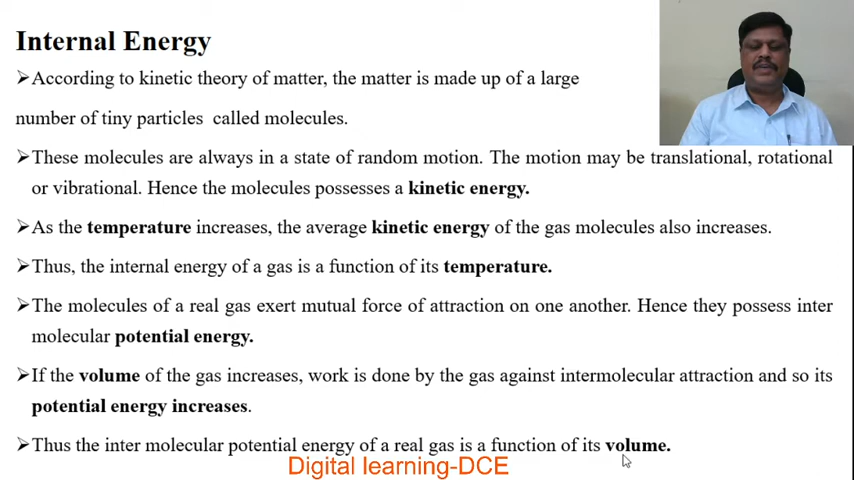 Internal Energy
➢According to kinetic theory of matter, the matter is made up of a large
number of tiny particles called molecules.
➢These molecules are always in a state of random motion. The motion may be translational, rotational
or vibrational. Hence the molecules possesses a kinetic energy.
➢As the temperature increases, the average kinetic energy of the gas molecules also increases.
➢Thus, the internal energy of a gas is a function of its temperature.
➢The molecules of a real gas exert mutual force of attraction on one another. Hence they possess inter
molecular potential energy.
➢If the volume of the gas increases, work is done by the gas against intermolecular attraction and so its
potential energy increases.
➢Thus the inter molecular potential energy of a real gas is a function of its volume.
Digital learning-DCE